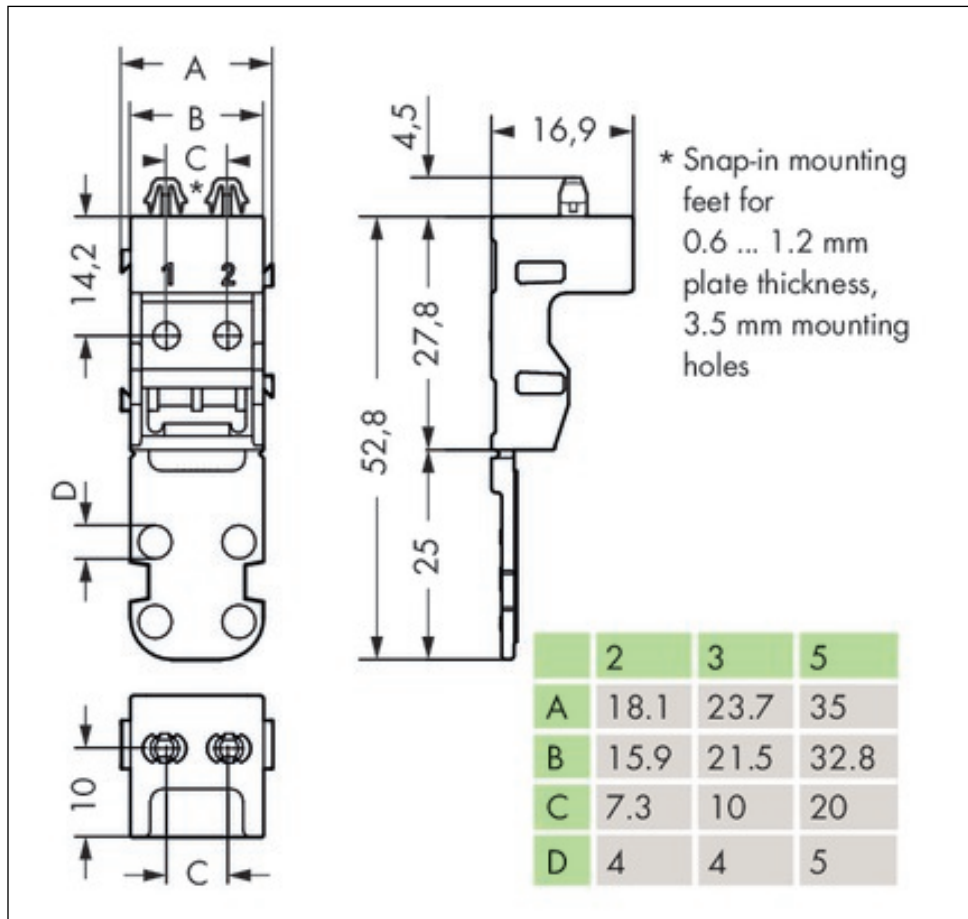 A
B
C
*
4,5
16,9
* Snap-in mounting
feet for
0.6 ... 1.2 mm
plate thickness,
3.5 mm mounting
holes
14,2
1 2
27,8
52,8
D
25
2 3 5
A 18.1 23.7 35
B 15.9 21.5 32.8
C 7.3 10 20
D 4 4 5
10
C